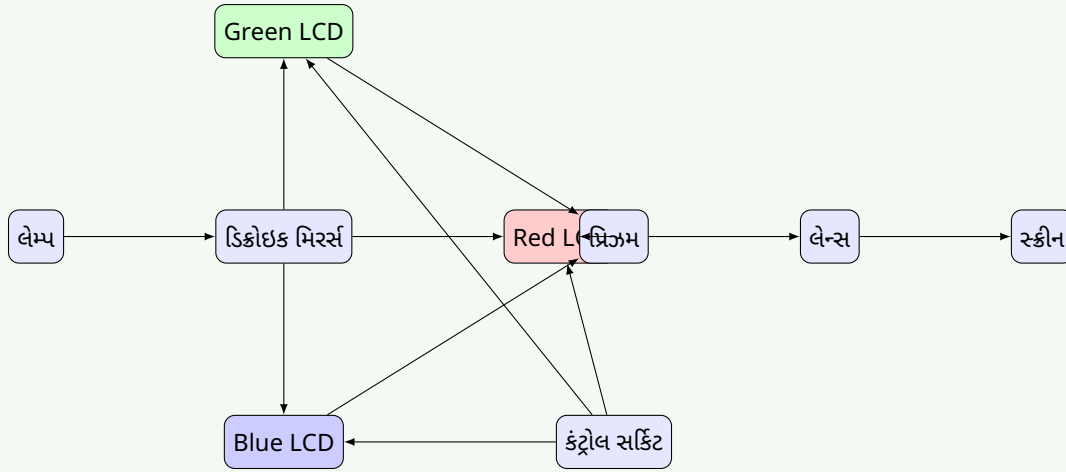 Green LCD
લેમ્પ
ડિક્રોઇક મિરર્સ
Red
પ્રિઝમ
લેન્સ
સ્ક્રીન
Blue LCD
કંટ્રોલ સર્કિટ